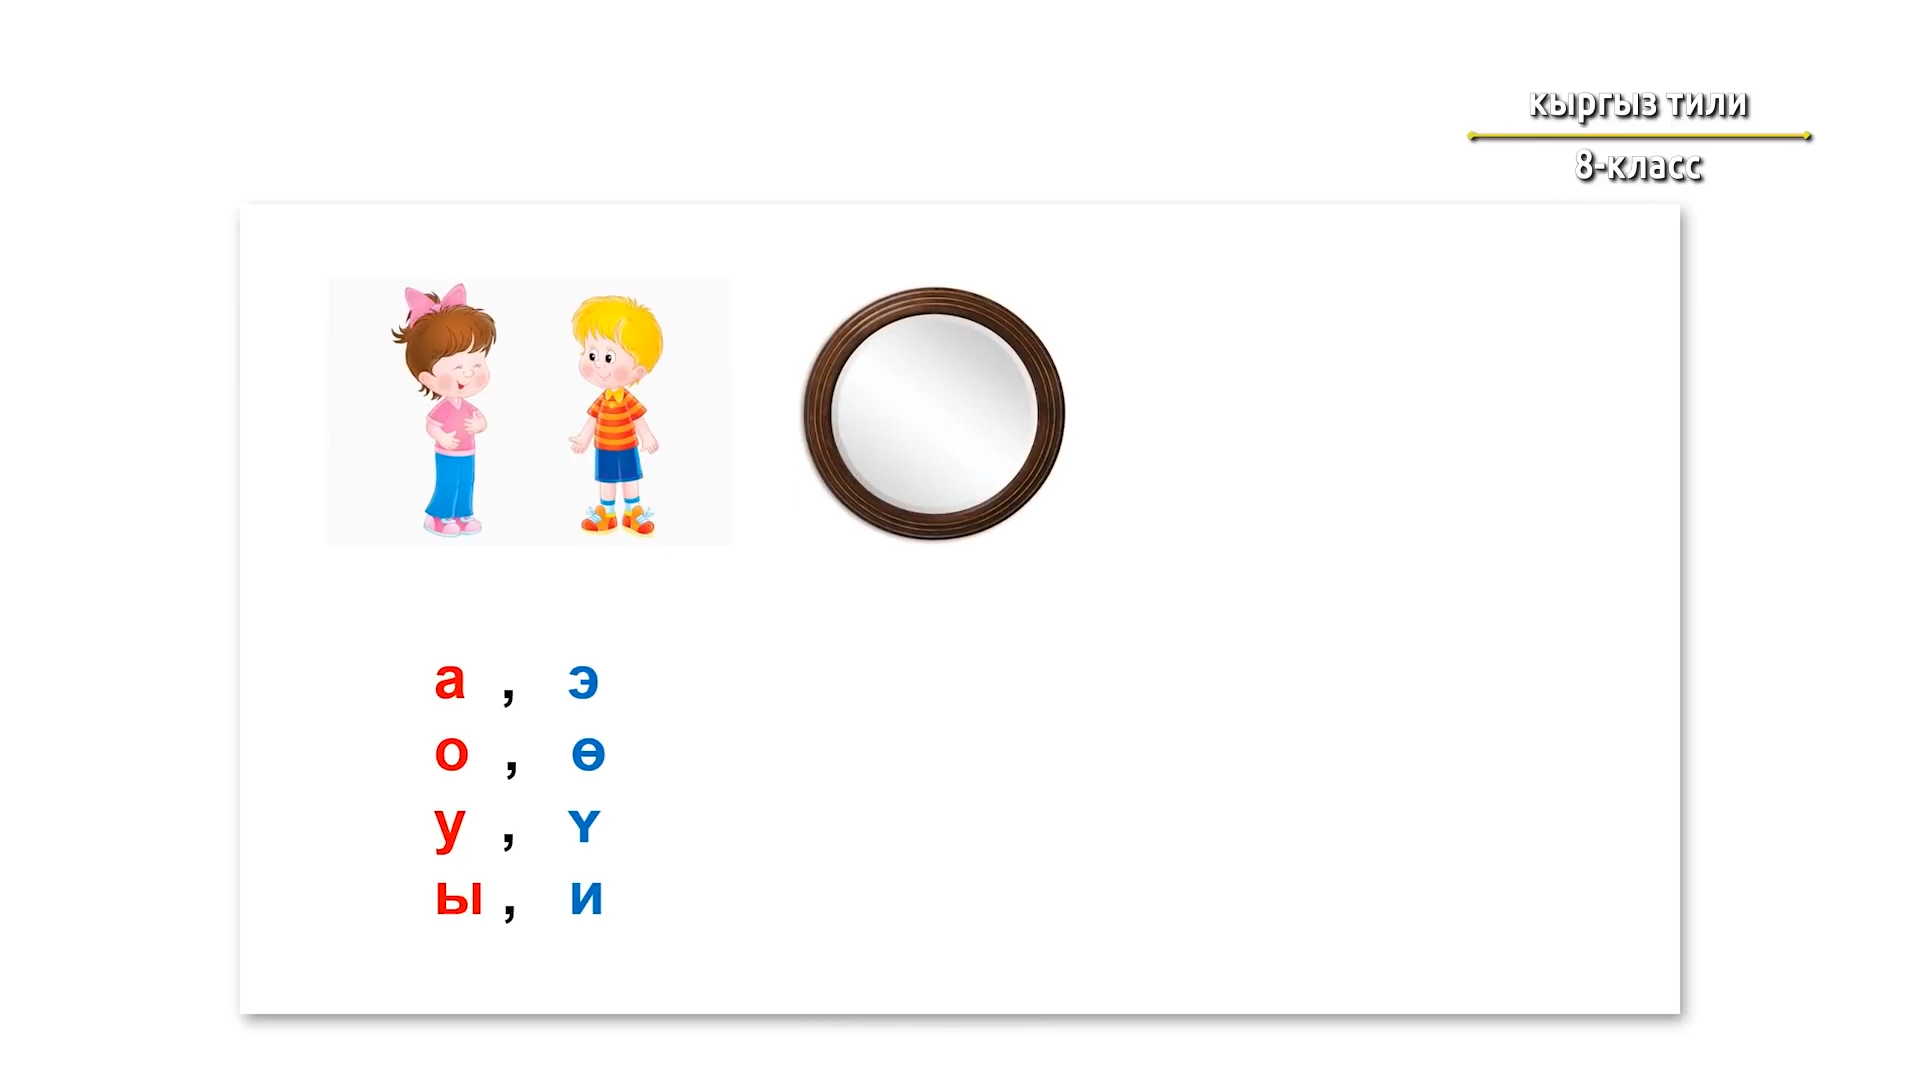 кыргыз тили
8-класс
а , э
о , ө
у , ү
ы , и